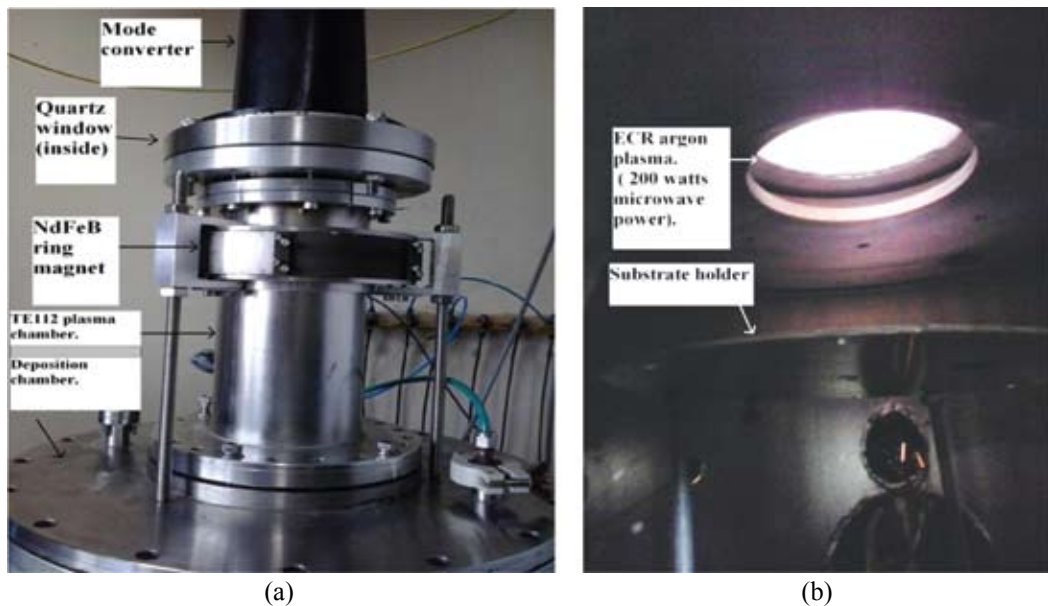 Mode
converter
Quartz
window
(inside)
NdFeB
ring
magnet
TE112 plasma
chamber.
Deposition
chamber.
ECR argon
plasma.
( 200 watts
microwave
power).
Substrate holder
(a)
(b)